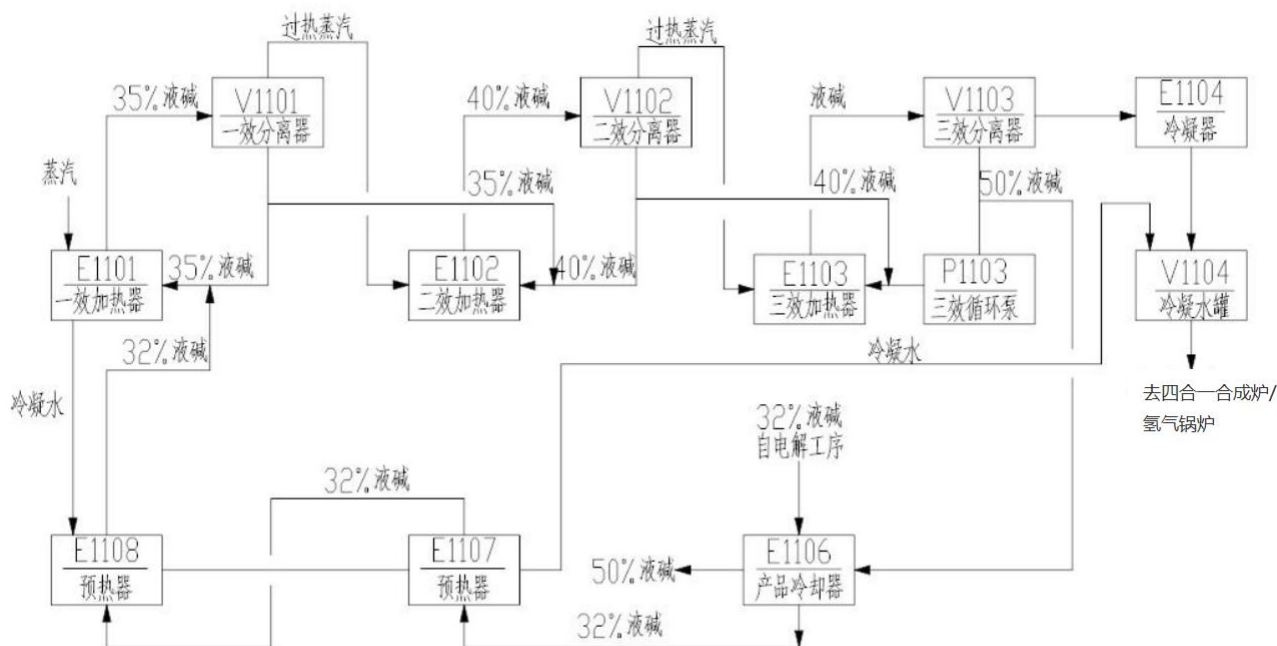 过热蒸汽
过热蒸汽
35%液碱
V1101
一效分离器
40%液碱
V1102
二效分离器
液碱
V1103
三效分离器
E1104
冷凝器
蒸汽
35%液碱
40%液碱
50%液碱
E1101
一效加热器
35%液碱
E1102
二效加热器
40%液碱
E1103
三效加热器
P1103
三效循环泵
V1104
冷凝水罐
32%液碱
冷凝水
冷凝水
去四合一合成炉/
氢气锅炉
32%液碱
自电解工序
32%液碱
E1108
预热器
E1107
预热器
50%液碱
E1106
产品冷却器
32%液碱